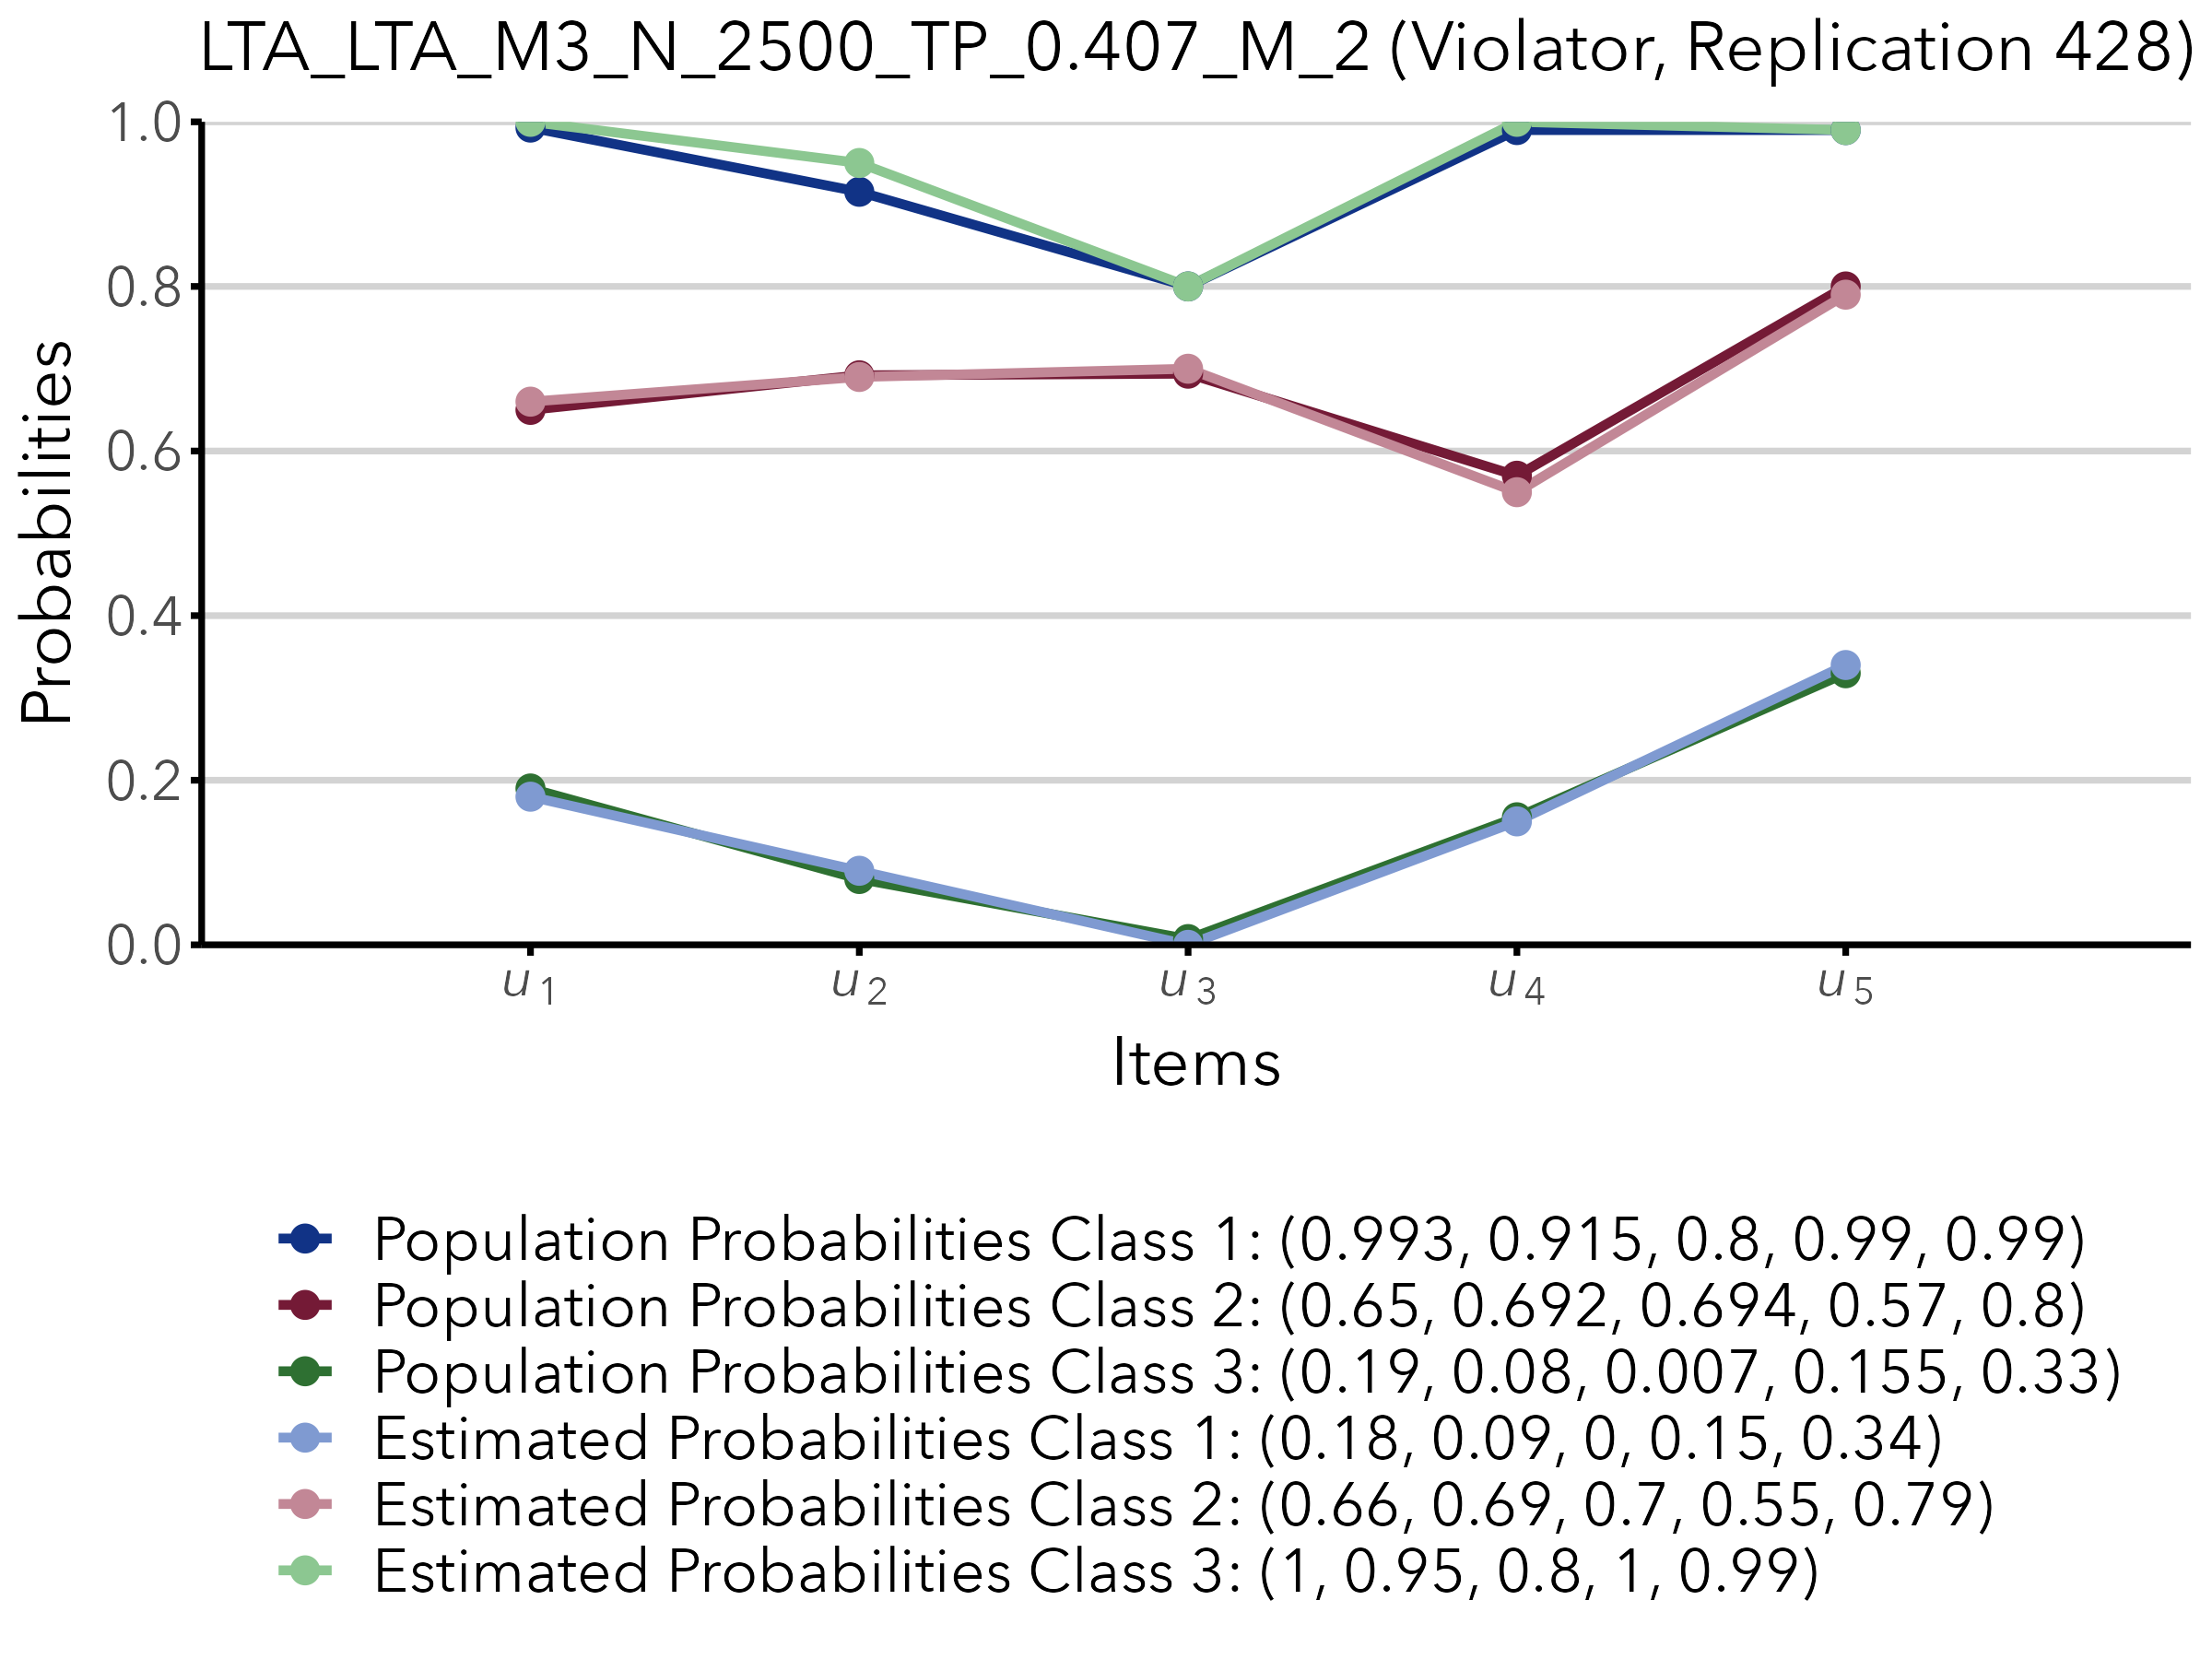 LTA_LTA_M3_N_2500_TP_0.407_M_2 (Violator, Replication 428)
Probabilities
1.0
0.8
0.6
0.4
0.2
0.0
u1 u2 u3 u4 u5
Items
Population Probabilities Class 1: (0.993, 0.915, 0.8, 0.99, 0.99)
Population Probabilities Class 2: (0.65, 0.692, 0.694, 0.57, 0.8)
Population Probabilities Class 3: (0.19, 0.08, 0.007, 0.155, 0.33)
Estimated Probabilities Class 1: (0.18, 0.09, 0, 0.15, 0.34)
Estimated Probabilities Class 2: (0.66, 0.69, 0.7, 0.55, 0.79)
Estimated Probabilities Class 3: (1, 0.95, 0.8, 1, 0.99)